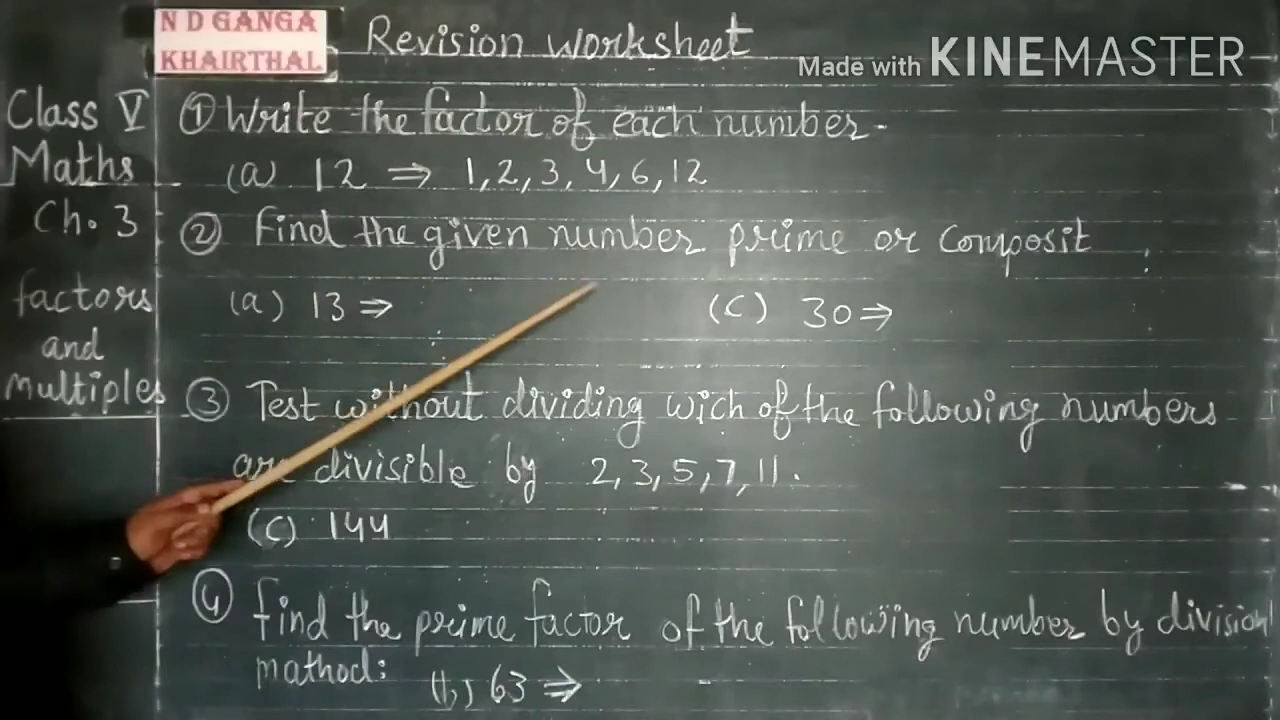 N D GANGA
KHAIRTHAL
Revision Worksheet
Made with KINEMASTER
Class V
Maths
Ch. 3
factors
and
multiples
① Write the factor of each number.
(a) 12 ⇒ 1, 2, 3, 4, 6, 12
② Find the given number prime or composit
(a) 13 ⇒ (C) 30 ⇒
③ Test without dividing wich of the following numbers
are divisible by 2, 3, 5, 7, 11.
(C) 144
④ find the prime factor of the following number by division
mathod:
(b) 63 ⇒